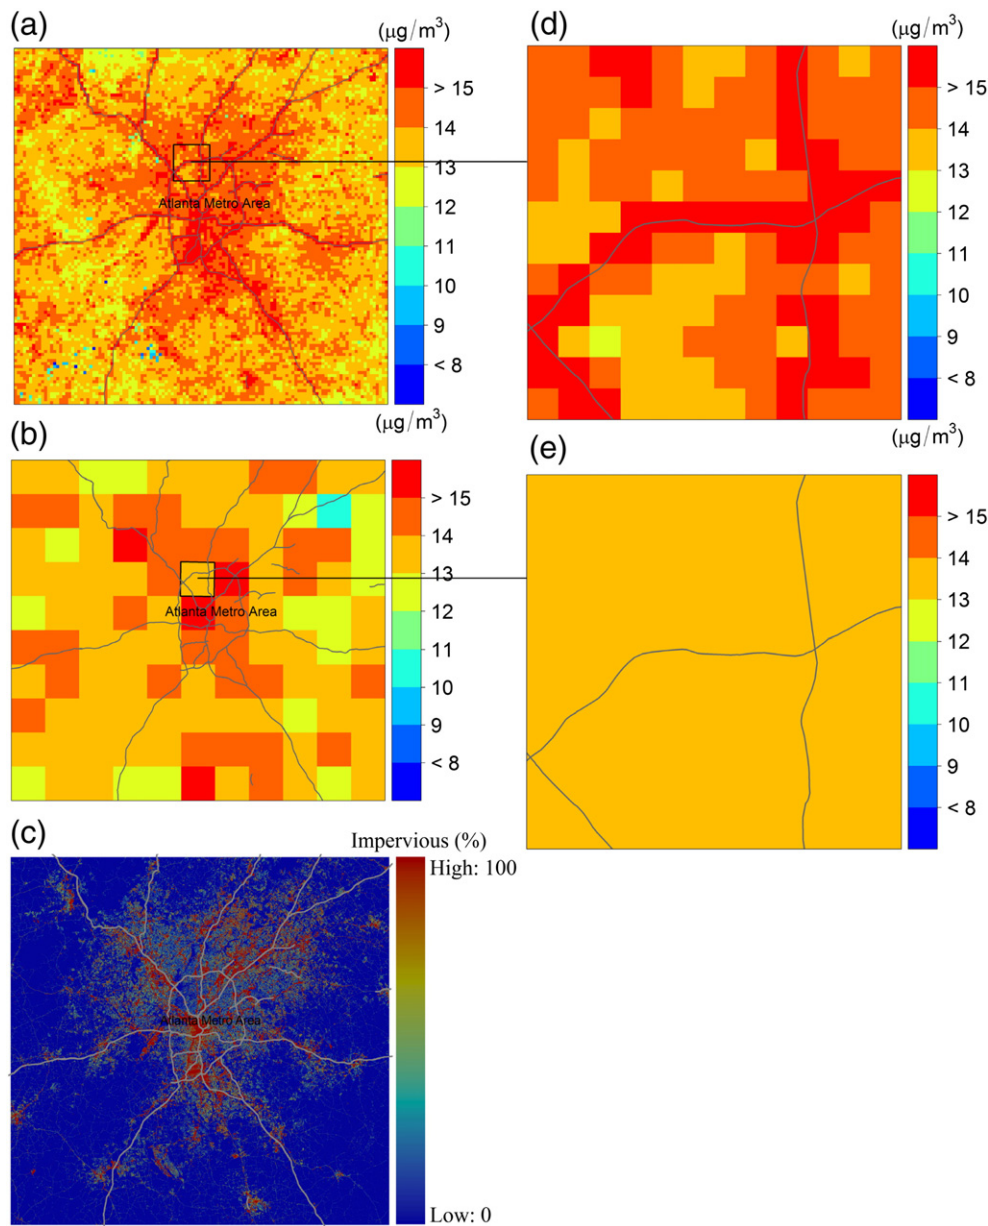 (a)
(μg/m³)
> 15
14
13
12
11
10
9
< 8
Atlanta Metro Area
(d)
(μg/m³)
> 15
14
13
12
11
10
9
< 8
(b)
(μg/m³)
> 15
14
13
12
11
10
9
< 8
Atlanta Metro Area
(e)
(μg/m³)
> 15
14
13
12
11
10
9
< 8
(c)
Impervious (%)
High: 100
Atlanta Metro Area
Low: 0